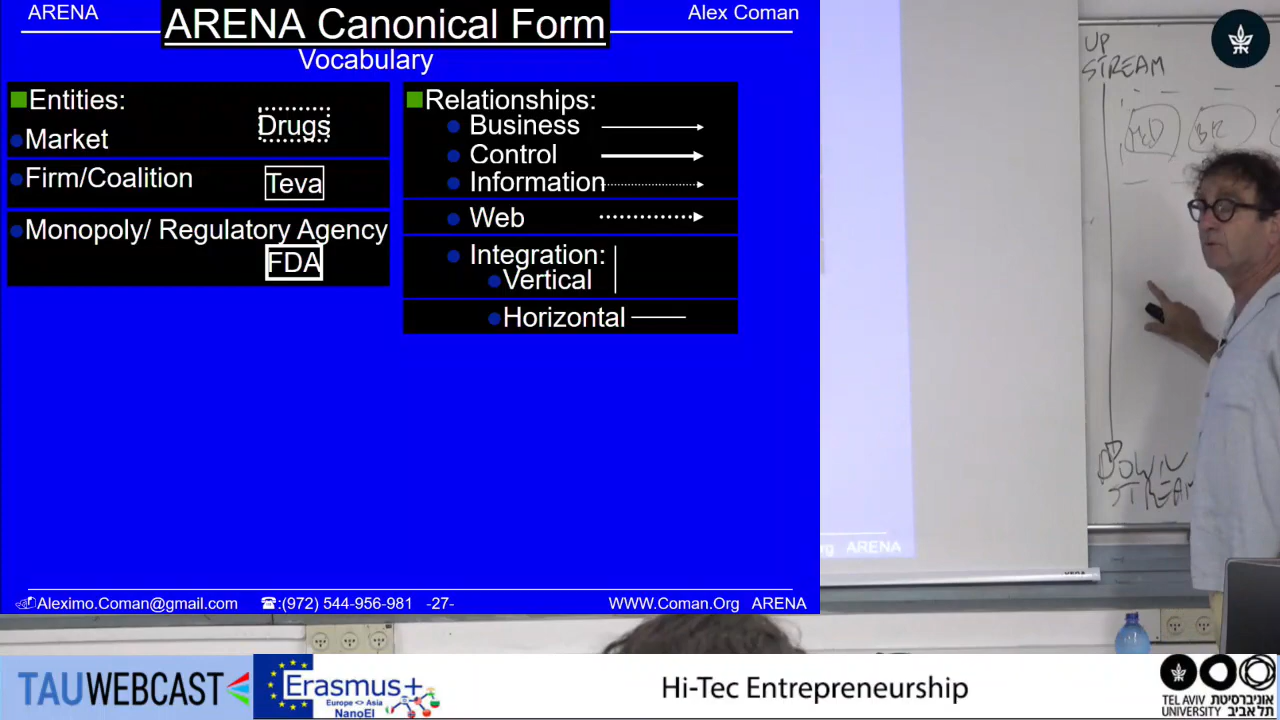 ARENA
ARENA Canonical Form
Alex Coman
Vocabulary
Entities:
Market
Drugs
Firm/Coalition
Teva
Monopoly/ Regulatory Agency
FDA
Relationships:
Business
Control
Information
Web
Integration:
Vertical
Horizontal
Aleximo.Coman@gmail.com
☎:(972) 544-956-981
-27-
WWW.Coman.Org
ARENA
UP
STREAM
DOWN
STREAM
rg ARENA
TAUWEBCAST
Erasmus+
Europe <> Asia
NanoEl
Hi-Tec Entrepreneurship
TEL AVIV אוניברסיטת
UNIVERSITY תל אביב